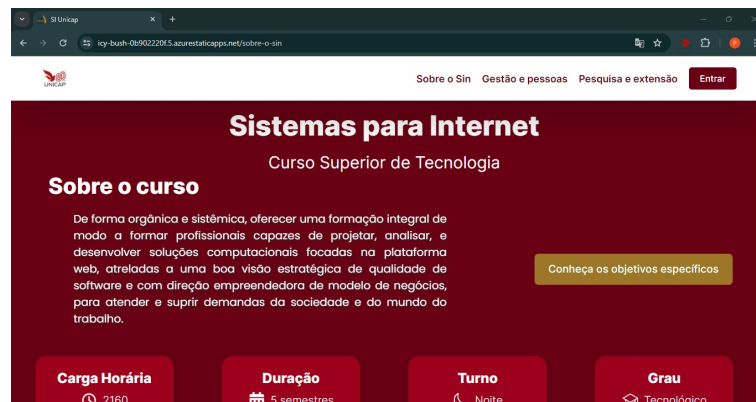 SI Unicap
icy-bush-0b902220f.5.azurestaticapps.net/sobre-o-sin
UNICAP
Sobre o Sin
Gestão e pessoas
Pesquisa e extensão
Entrar
Sistemas para Internet
Curso Superior de Tecnologia
Sobre o curso
De forma orgânica e sistêmica, oferecer uma formação integral de
modo a formar profissionais capazes de projetar, analisar, e
desenvolver soluções computacionais focadas na plataforma
web, atreladas a uma boa visão estratégica de qualidade de
software e com direção empreendedora de modelo de negócios,
para atender e suprir demandas da sociedade e do mundo do
trabalho.
Conheça os objetivos específicos
Carga Horária
2160
Duração
5 semestres
Turno
Noite
Grau
Tecnológico